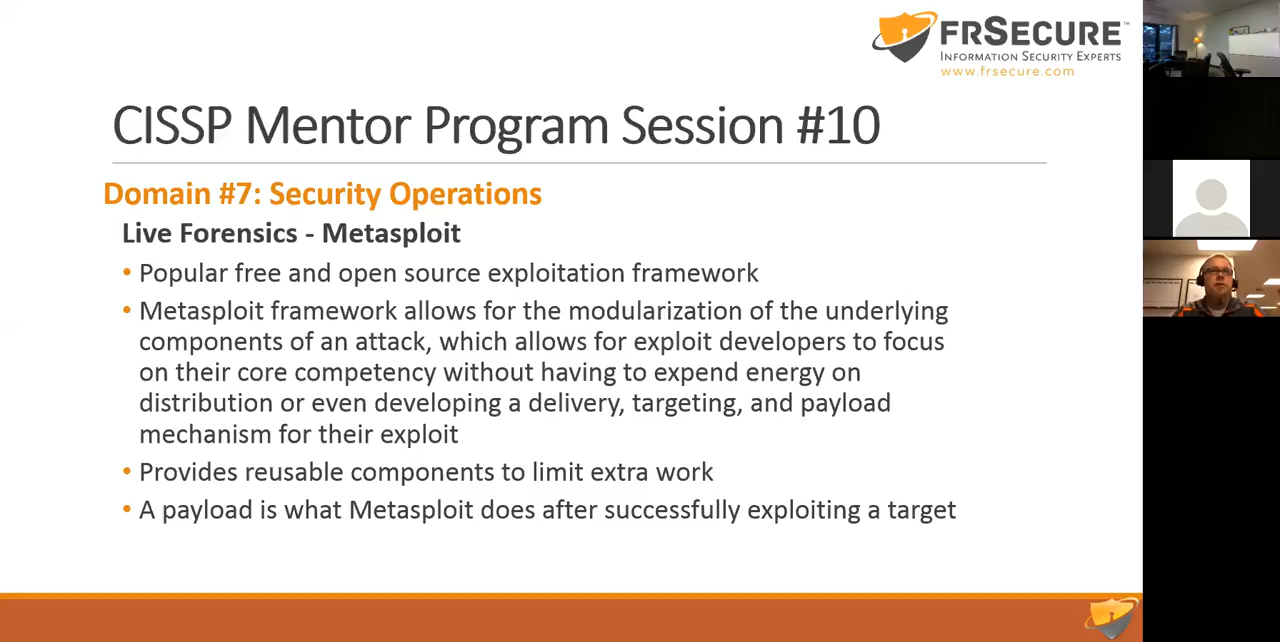 FRSECURE™
INFORMATION SECURITY EXPERTS
www.frsecure.com
CISSP Mentor Program Session #10
Domain #7: Security Operations
Live Forensics - Metasploit
• Popular free and open source exploitation framework
• Metasploit framework allows for the modularization of the underlying
components of an attack, which allows for exploit developers to focus
on their core competency without having to expend energy on
distribution or even developing a delivery, targeting, and payload
mechanism for their exploit
• Provides reusable components to limit extra work
• A payload is what Metasploit does after successfully exploiting a target